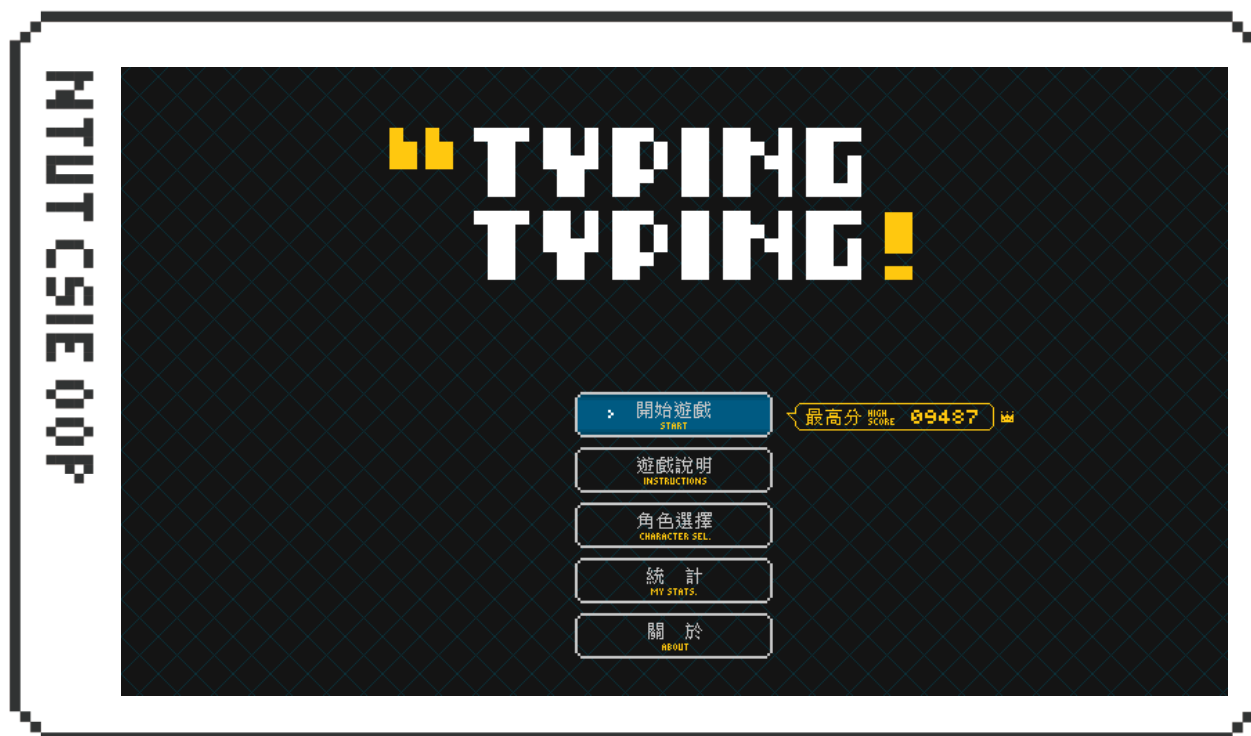 NTUT CSIE OOP
“TYPING
TYPING!
› 開始遊戲
START
最高分 HIGH SCORE 09487
遊戲說明
INSTRUCTIONS
角色選擇
CHARACTER SEL.
統 計
MY STATS.
關 於
ABOUT